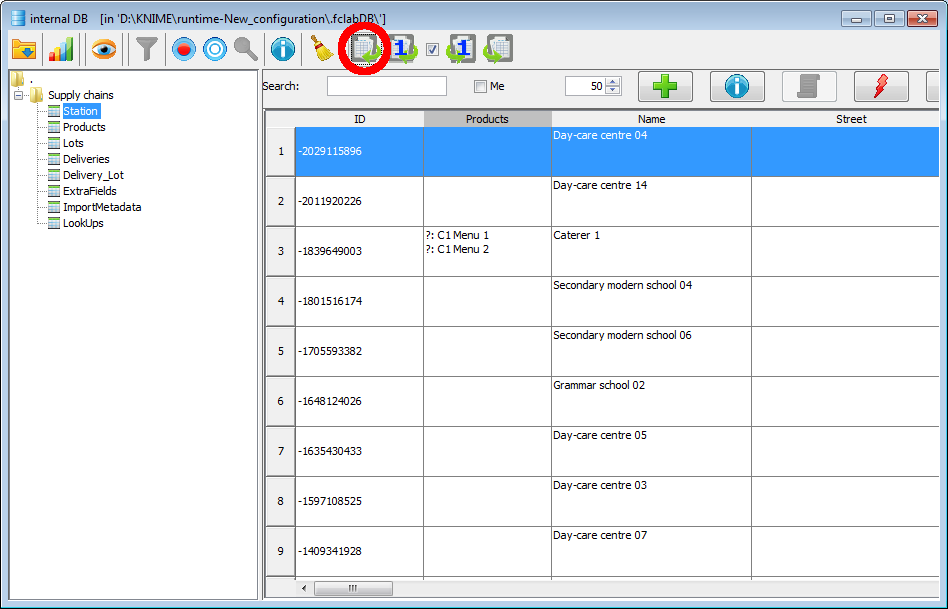 internal DB [in 'D:\KNIME\runtime-New_configuration\.fclabDB\']
1
1
.
Supply chains
Station
Products
Lots
Deliveries
Delivery_Lot
ExtraFields
ImportMetadata
LookUps
Search:
Me
50
ID Products Name Street
1 -2029115896 Day-care centre 04
2 -2011920226 Day-care centre 14
3 -1839649003 ?: C1 Menu 1 Caterer 1
?: C1 Menu 2
4 -1801516174 Secondary modern school 04
5 -1705593382 Secondary modern school 06
6 -1648124026 Grammar school 02
7 -1635430433 Day-care centre 05
8 -1597108525 Day-care centre 03
9 -1409341928 Day-care centre 07